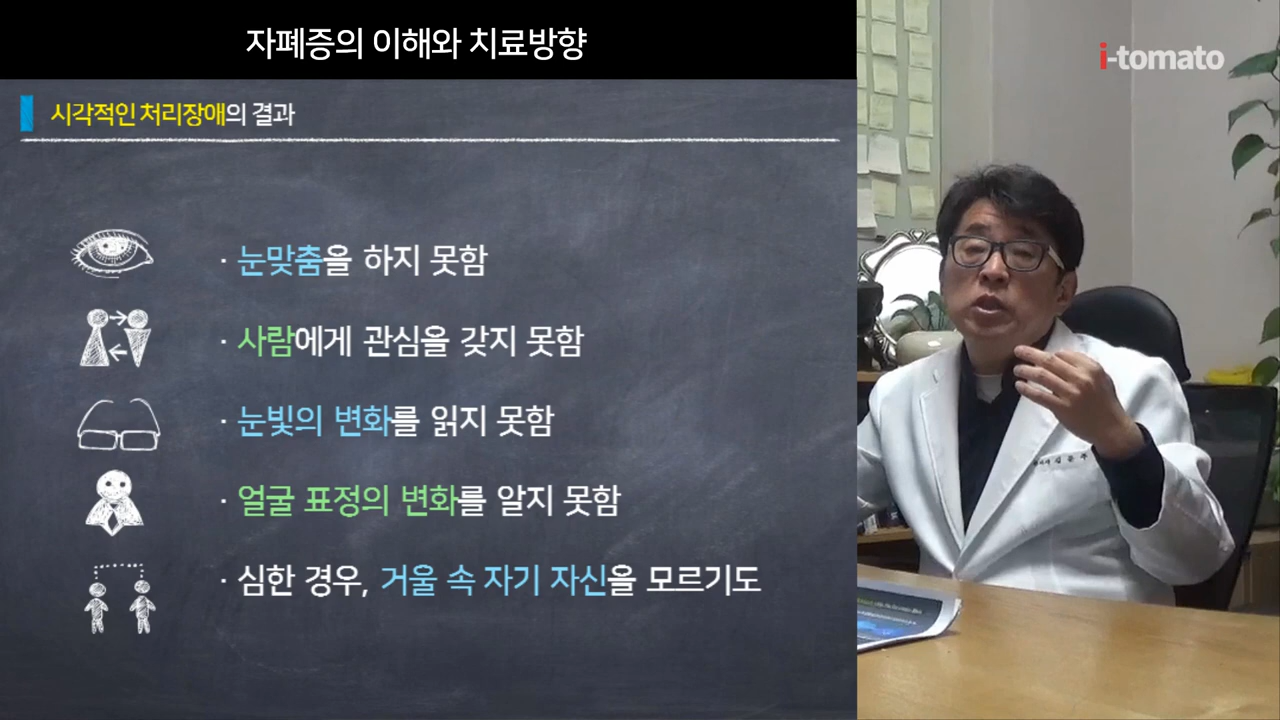 자폐증의 이해와 치료방향
i-tomato
시각적인 처리장애의 결과
· 눈맞춤을 하지 못함
· 사람에게 관심을 갖지 못함
· 눈빛의 변화를 읽지 못함
· 얼굴 표정의 변화를 알지 못함
· 심한 경우, 거울 속 자기 자신을 모르기도